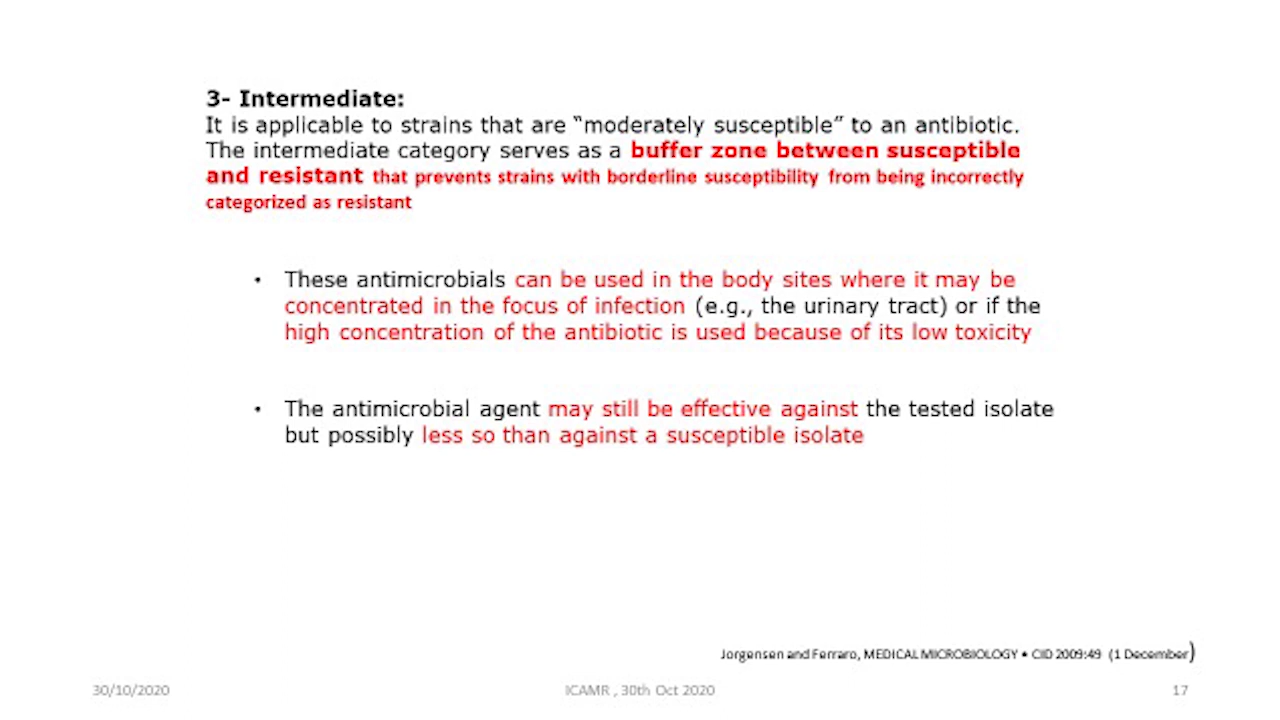 3- Intermediate:
It is applicable to strains that are “moderately susceptible” to an antibiotic.
The intermediate category serves as a buffer zone between susceptible
and resistant that prevents strains with borderline susceptibility from being incorrectly
categorized as resistant
• These antimicrobials can be used in the body sites where it may be
concentrated in the focus of infection (e.g., the urinary tract) or if the
high concentration of the antibiotic is used because of its low toxicity
• The antimicrobial agent may still be effective against the tested isolate
but possibly less so than against a susceptible isolate
Jorgensen and Ferraro, MEDICAL MICROBIOLOGY • CID 2009:49 (1 December)
30/10/2020
ICAMR , 30th Oct 2020
17